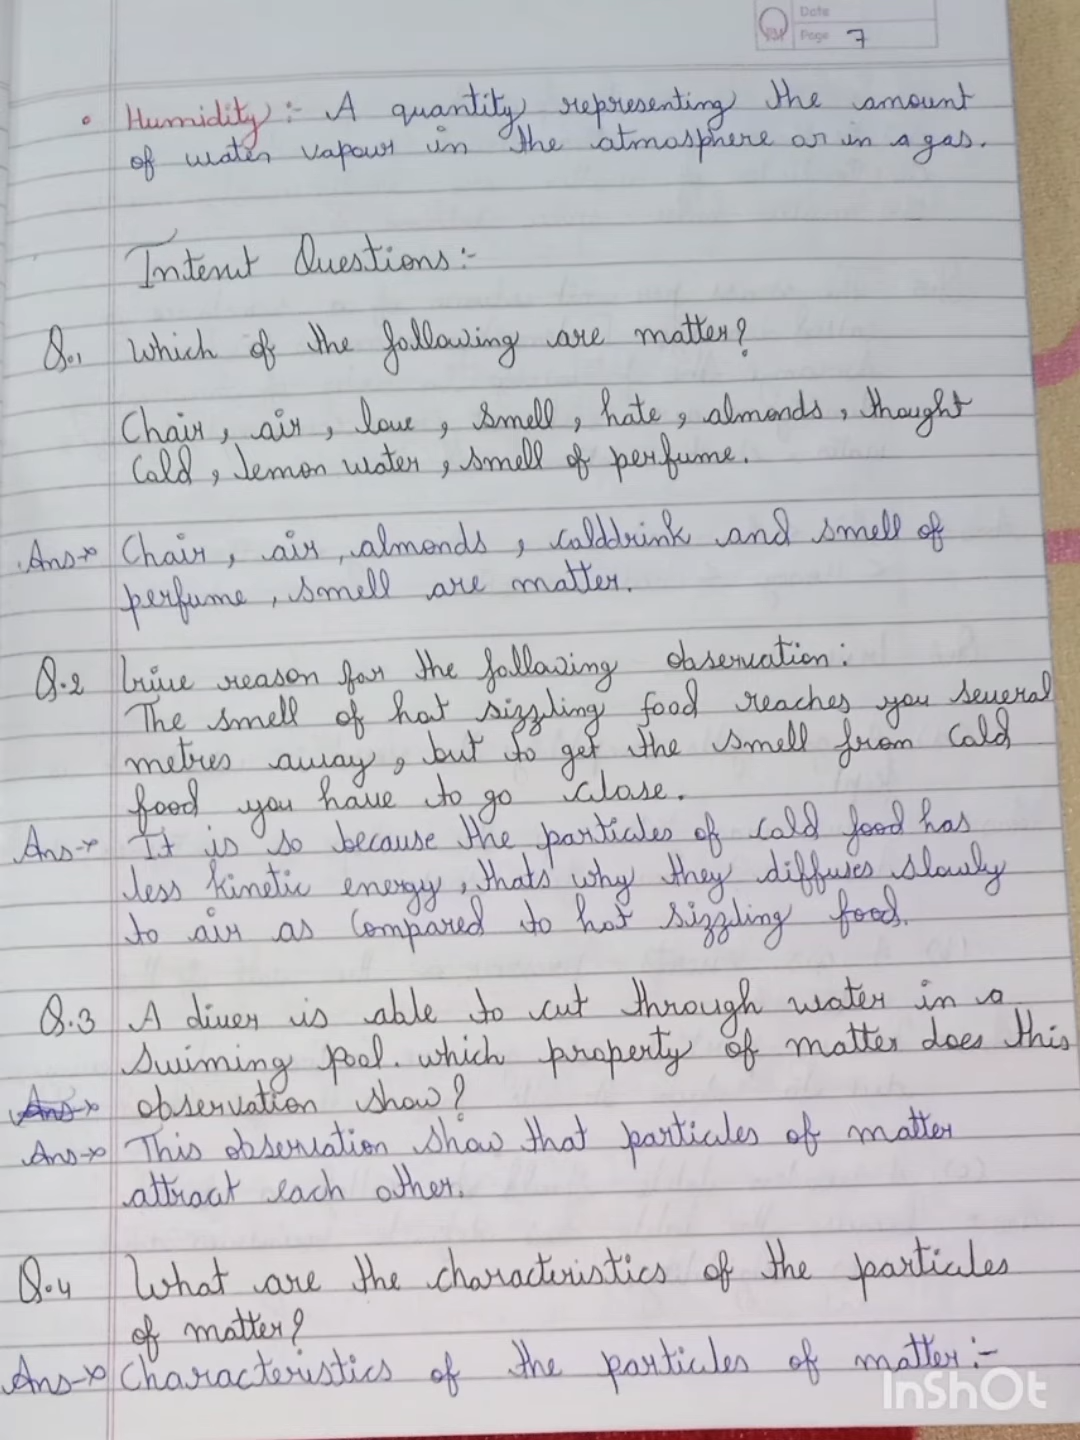 Date
Page 7
• Humidity :- A quantity representing the amount
of water vapour in the atmosphere or in a gas.
Intext Questions :-
Q.1 Which of the following are matter?
Chair, air, love, smell, hate, almonds, thought
Cold, lemon water, smell of perfume.
Ans→ Chair, air, almonds, colddrink and smell of
perfume, smell are matter.
Q.2 Give reason for the following observation:
The smell of hot sizzling food reaches you several
metres away, but to get the smell from cold
food you have to go close.
Ans→ It is so because the particles of cold food has
less kinetic energy, thats why they diffuses slowly
to air as compared to hot sizzling food.
Q.3 A diver is able to cut through water in a
swiming pool. which property of matter does this
Ans→ observation show?
Ans→ This observation show that particules of matter
attract each other.
Q.4 What are the characteristics of the particules
of matter?
Ans→ Characteristics of the particules of matter :-
InShOt